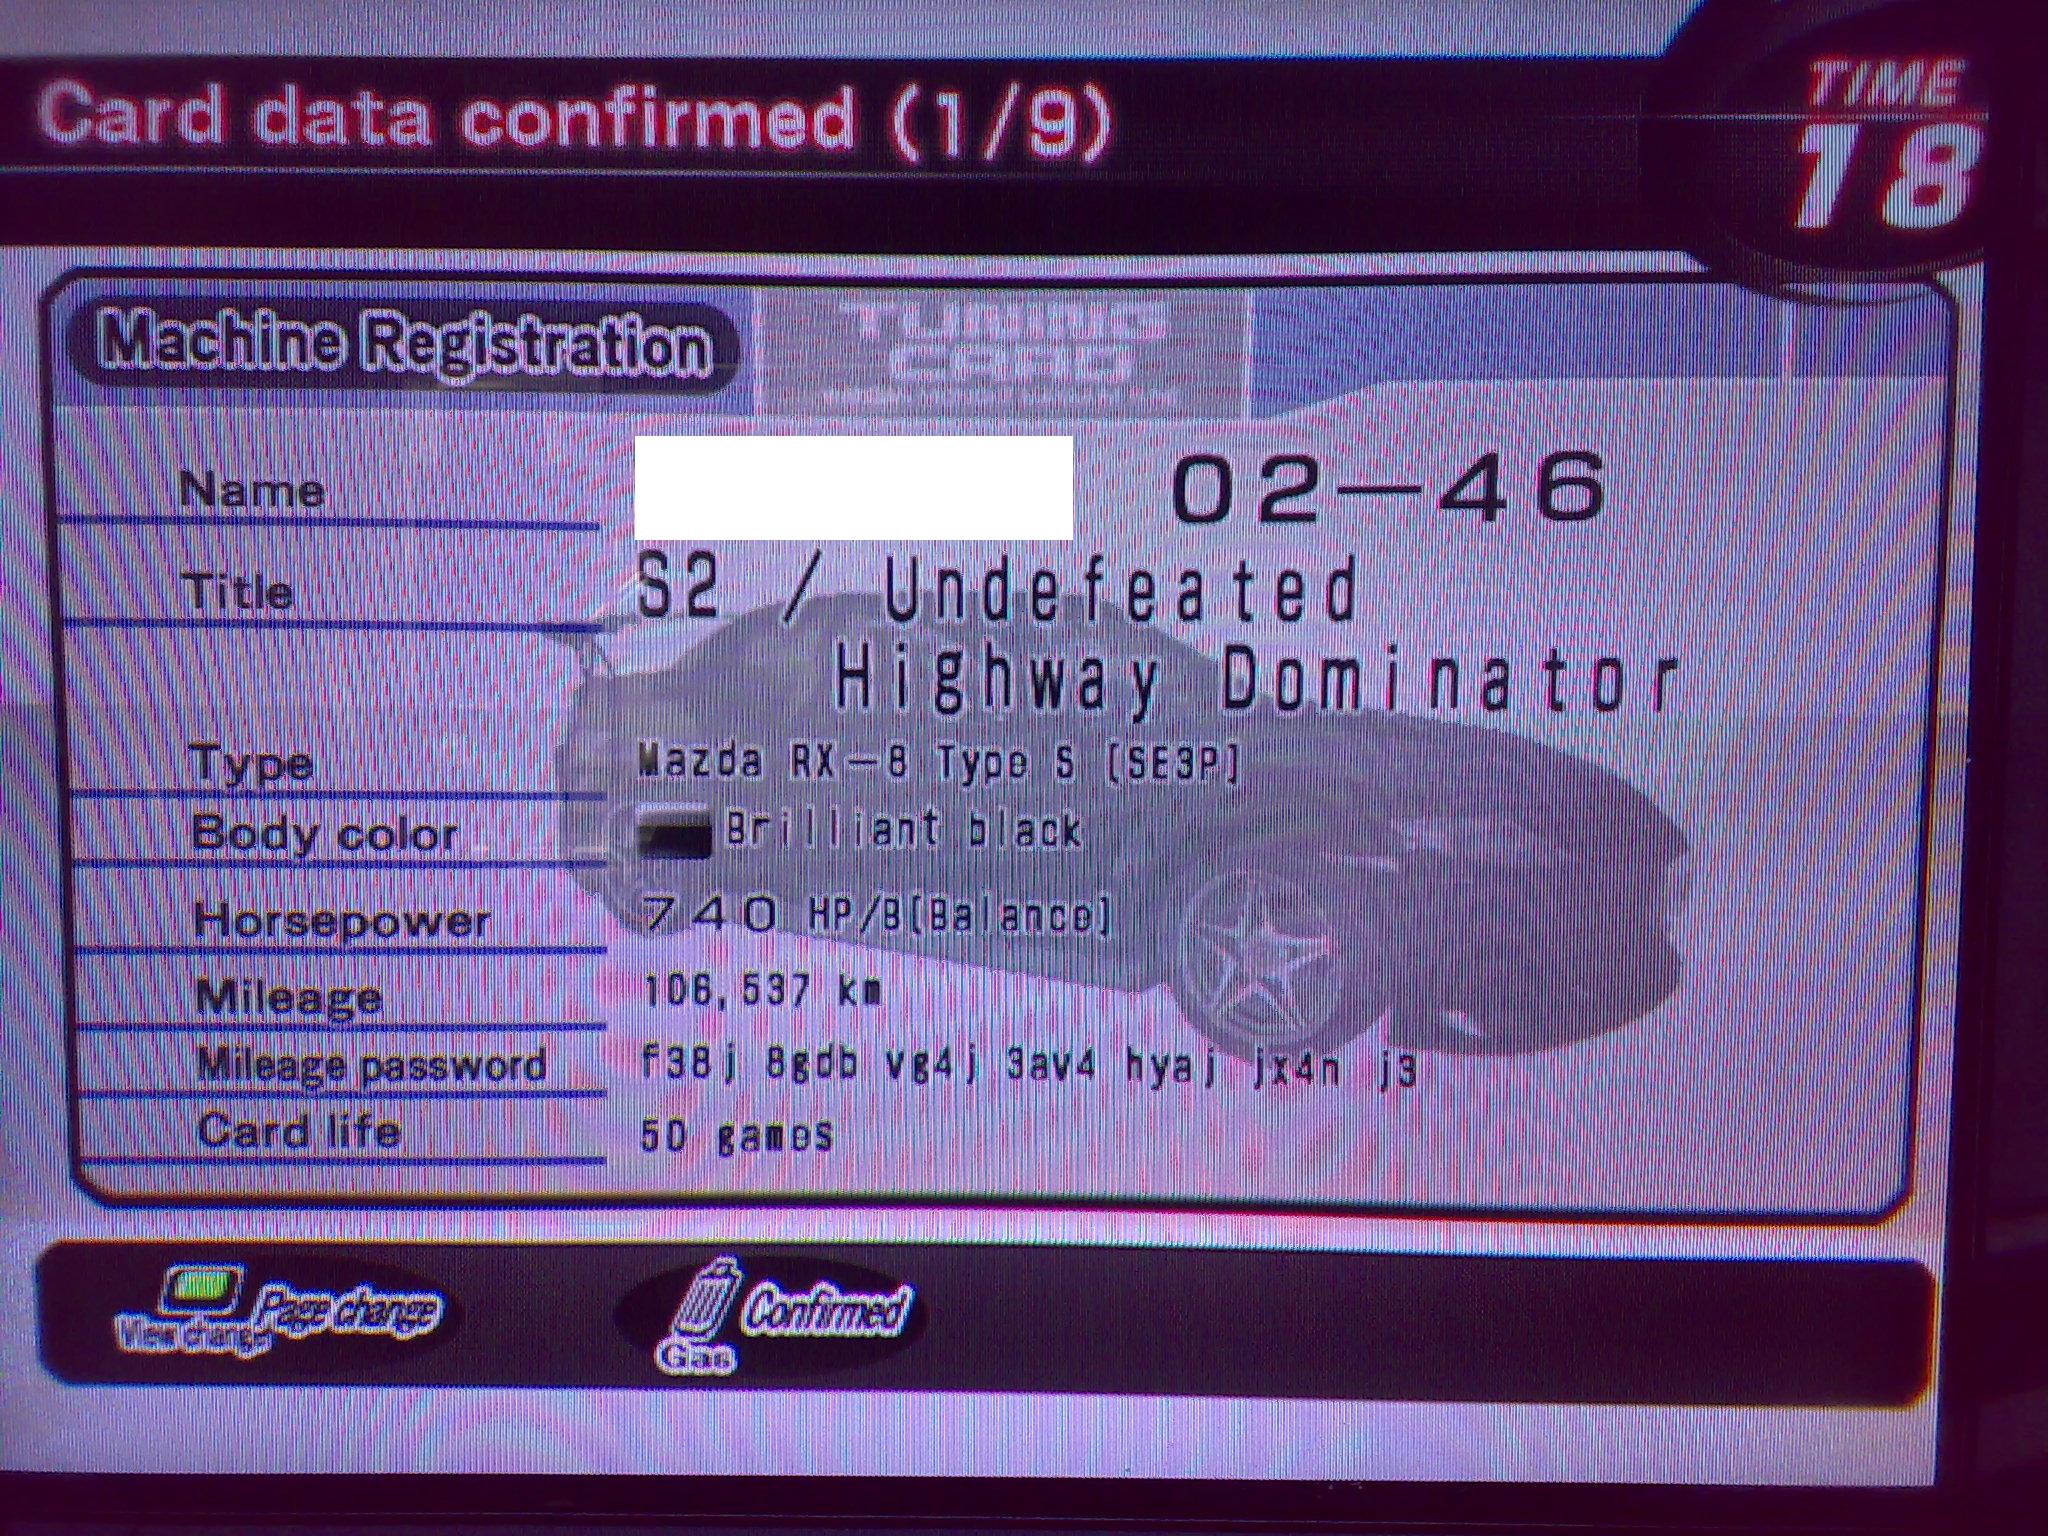 Card data confirmed (1/9)
TIME
18
Machine Registration
TUNING
CARD
Name 02-46
Title S2 / Undefeated
Highway Dominator
Type Mazda RX-8 Type S [SE3P]
Body color Brilliant black
Horsepower 740 HP/B[Balance]
Mileage 106,537 km
Mileage password f38j 8gdb vg4j 3av4 hyaj jx4n j3
Card life 50 games
View change Page change
Gas Confirmed